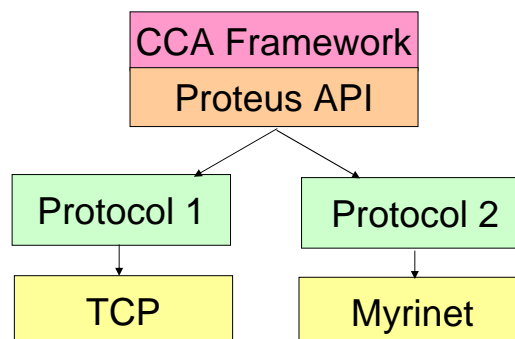 CCA Framework
Proteus API
Protocol 1
Protocol 2
TCP
Myrinet